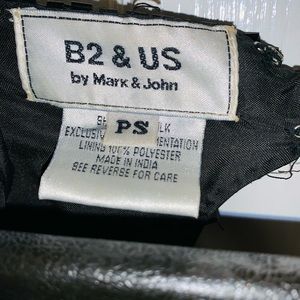 B2 & US
by Mark & John
PS
LINING 100% POLYESTER
MADE IN INDIA
SEE REVERSE FOR CARE